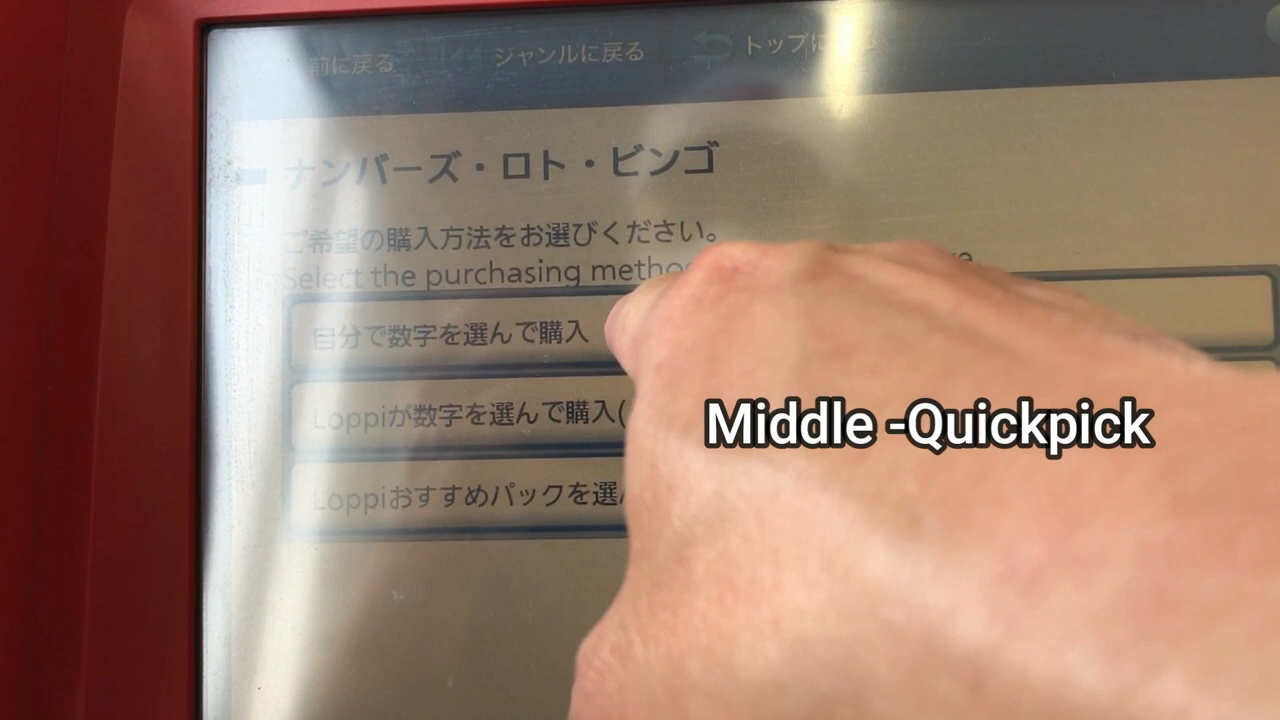 前に戻る ジャンルに戻る トップに
ナンバーズ・ロト・ビンゴ
ご希望の購入方法をお選びください。
Select the purchasing
自分で数字を選んで購入
Loppiが数字を選んで購入(
Loppiおすすめパックを選
Middle -Quickpick